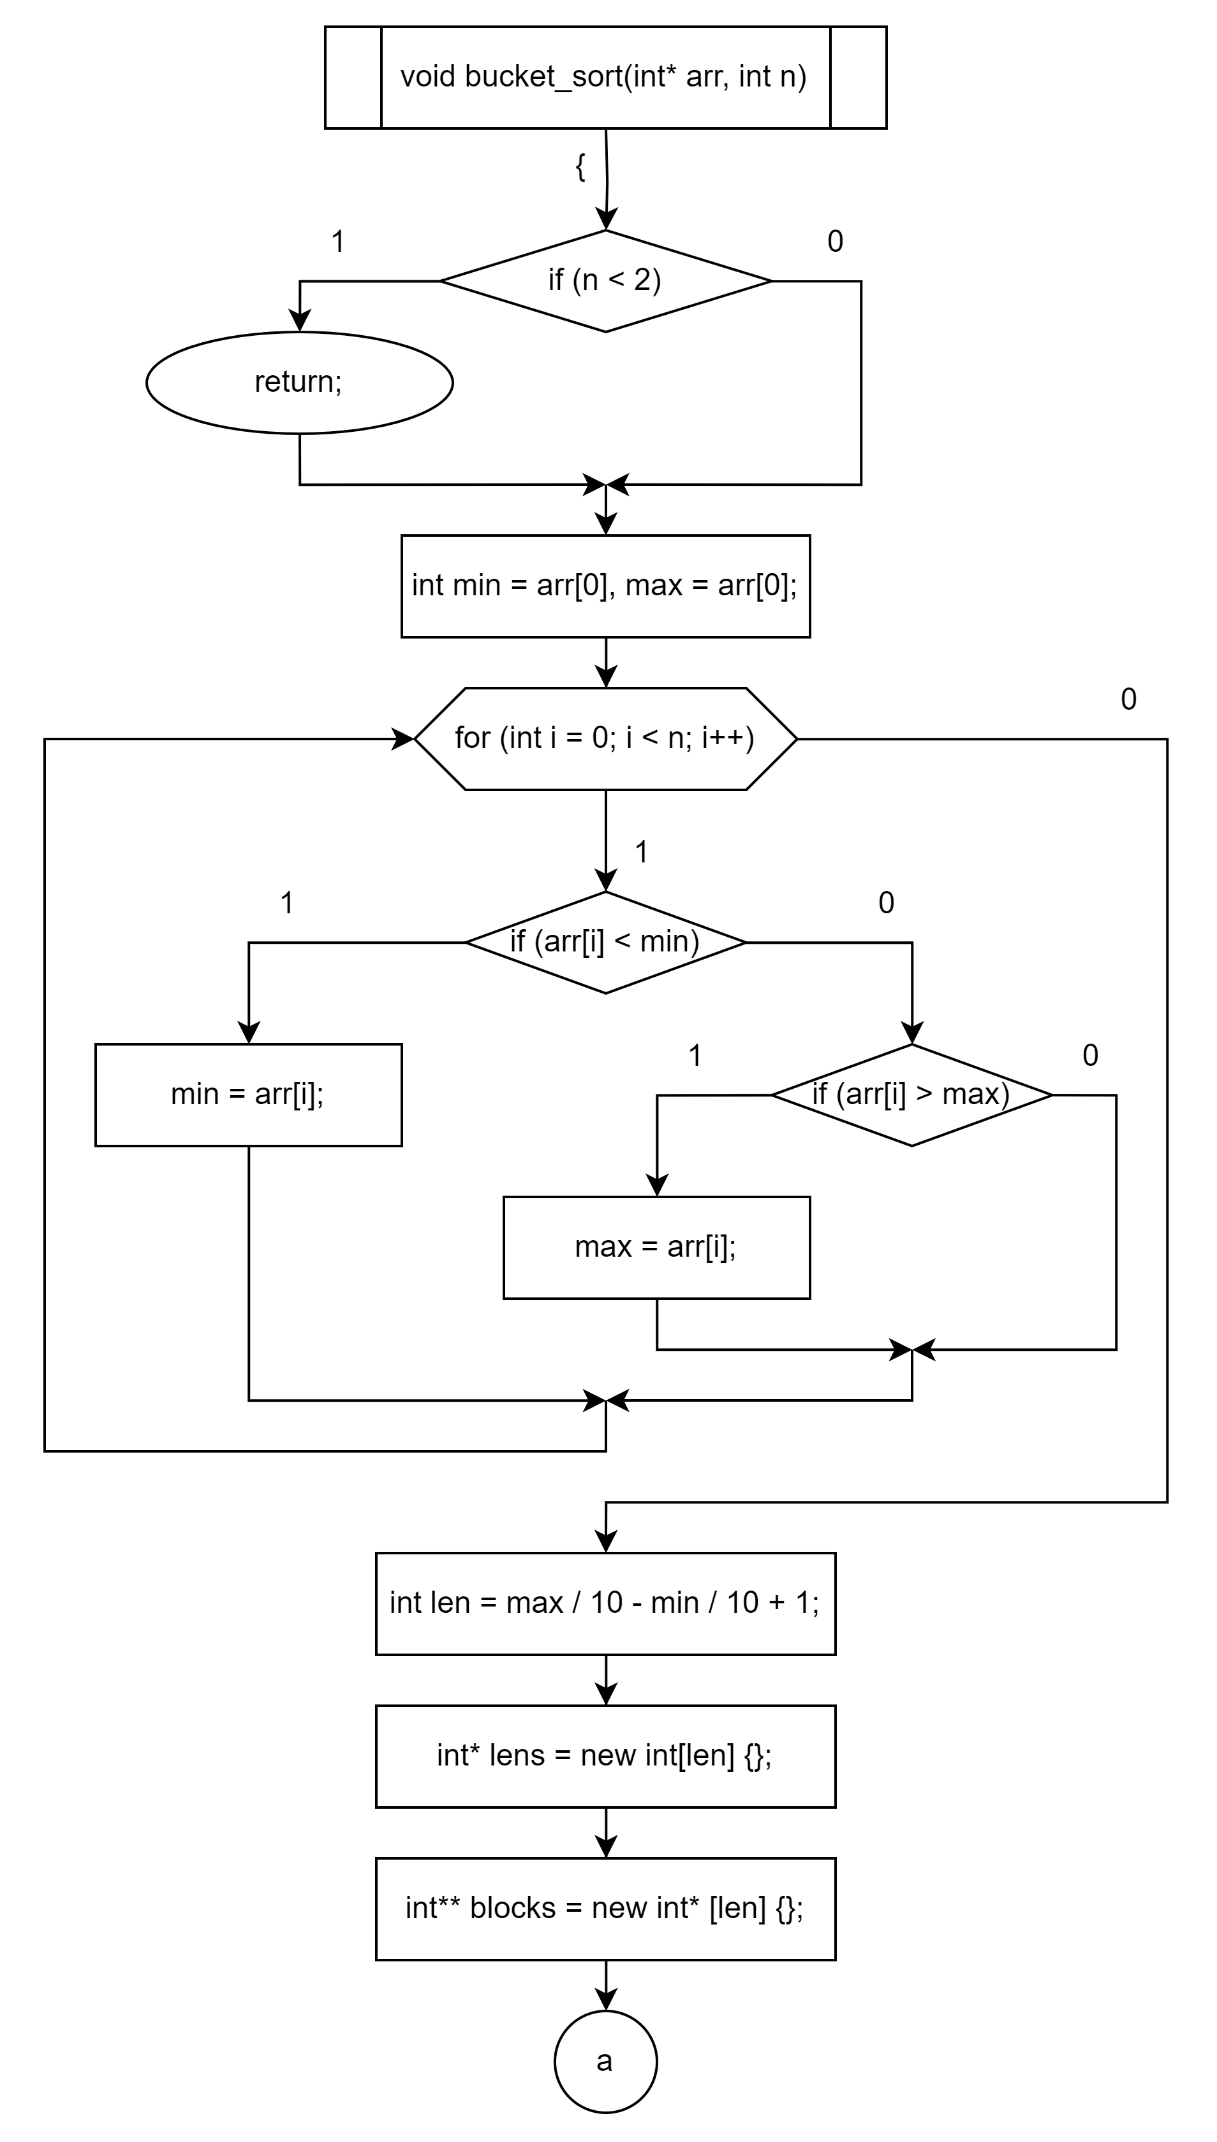 void bucket_sort(int* arr, int n)
{
1
0
if (n < 2)
return;
int min = arr[0], max = arr[0];
0
for (int i = 0; i < n; i++)
1
1
0
if (arr[i] < min)
1
0
min = arr[i];
if (arr[i] > max)
max = arr[i];
int len = max / 10 - min / 10 + 1;
int* lens = new int[len] {};
int** blocks = new int* [len] {};
a